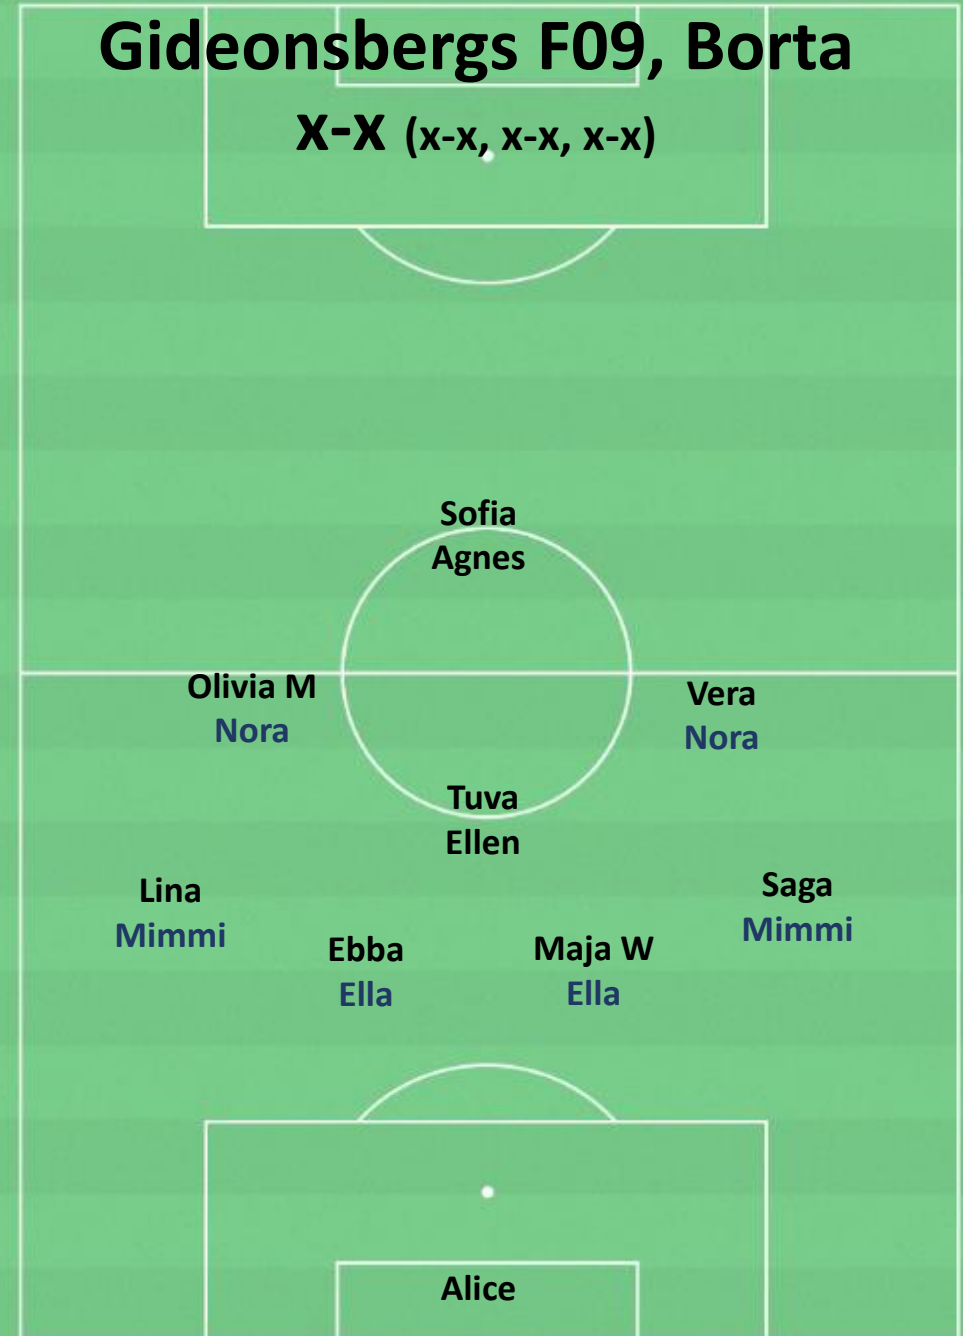 Gideonsbergs F09, Borta
x-x (x-x, x-x, x-x)
Sofia
Agnes
Olivia M
Nora
Vera
Nora
Tuva
Ellen
Lina
Mimmi
Saga
Mimmi
Ebba
Ella
Maja W
Ella
Alice